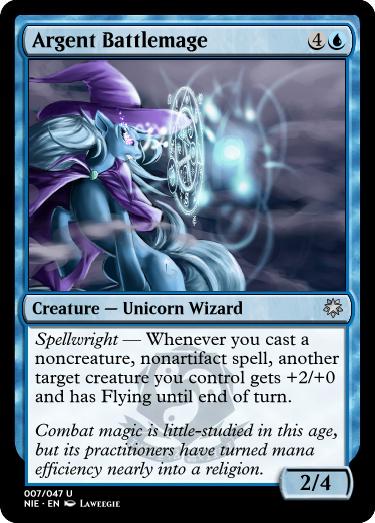 Argent Battlemage 4
Creature — Unicorn Wizard
Spellwright — Whenever you cast a
noncreature, nonartifact spell, another
target creature you control gets +2/+0
and has Flying until end of turn.
Combat magic is little-studied in this age,
but its practitioners have turned mana
efficiency nearly into a religion.
2/4
007/047 U
NIE • EN LAWEEGIE